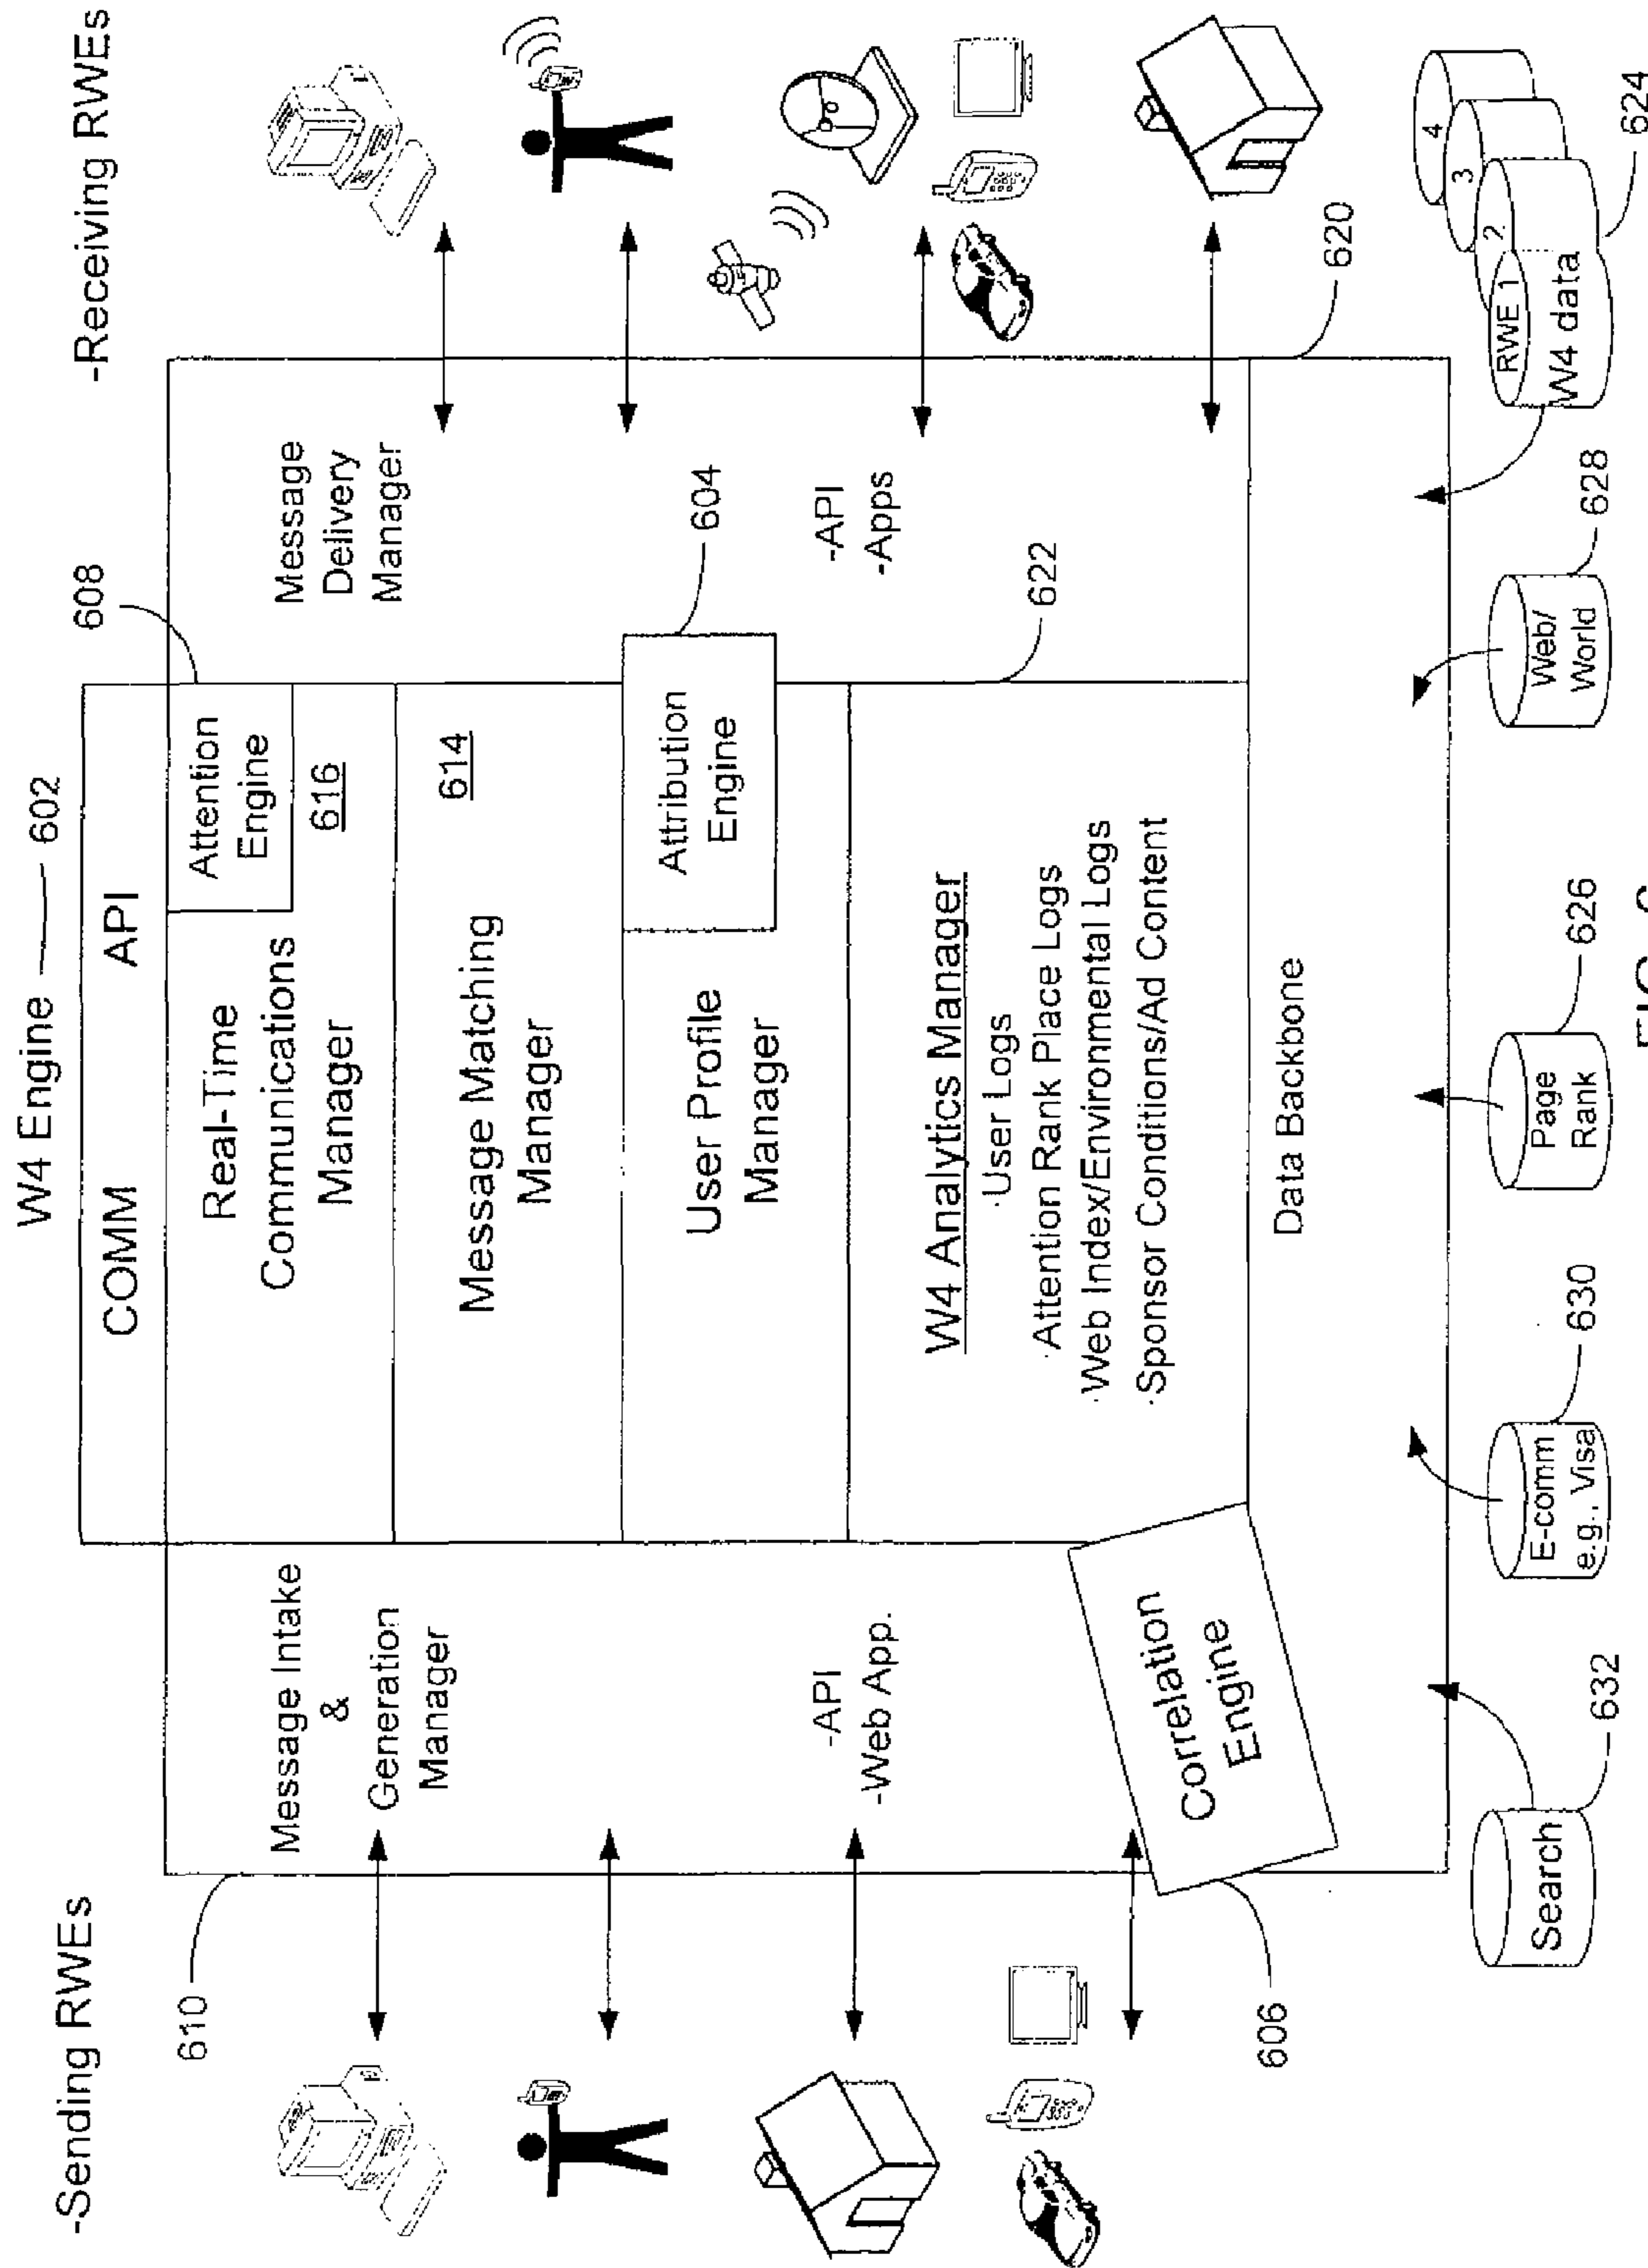 W4 Engine 602
-Sending RWEs
-Receiving RWEs
COMM API
608
610
Message Intake
&
Generation
Manager
Real-Time
Communications
Manager
Attention
Engine
616
Message
Delivery
Manager
Message Matching
Manager
614
User Profile
Manager
Attribution
Engine
604
-API
-Web App.
-API
-Apps
W4 Analytics Manager
·User Logs
·Attention Rank Place Logs
·Web Index/Environmental Logs
·Sponsor Conditions/Ad Content
622
Correlation
Engine
606
Data Backbone
620
Search
632
E-comm
e.g., Visa
630
Page
Rank
626
Web/
World
628
RWE 1
2
3
4
W4 data
624